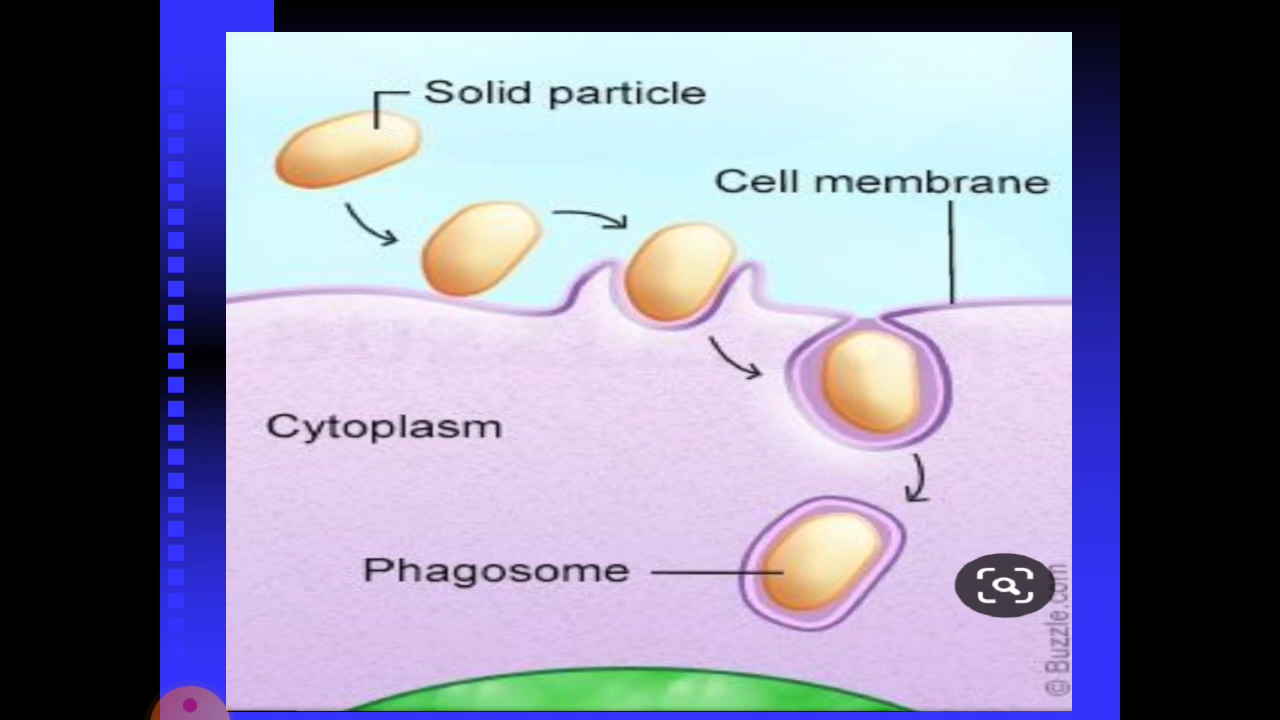 Solid particle
Cell membrane
Cytoplasm
Phagosome
© Buzzle.com